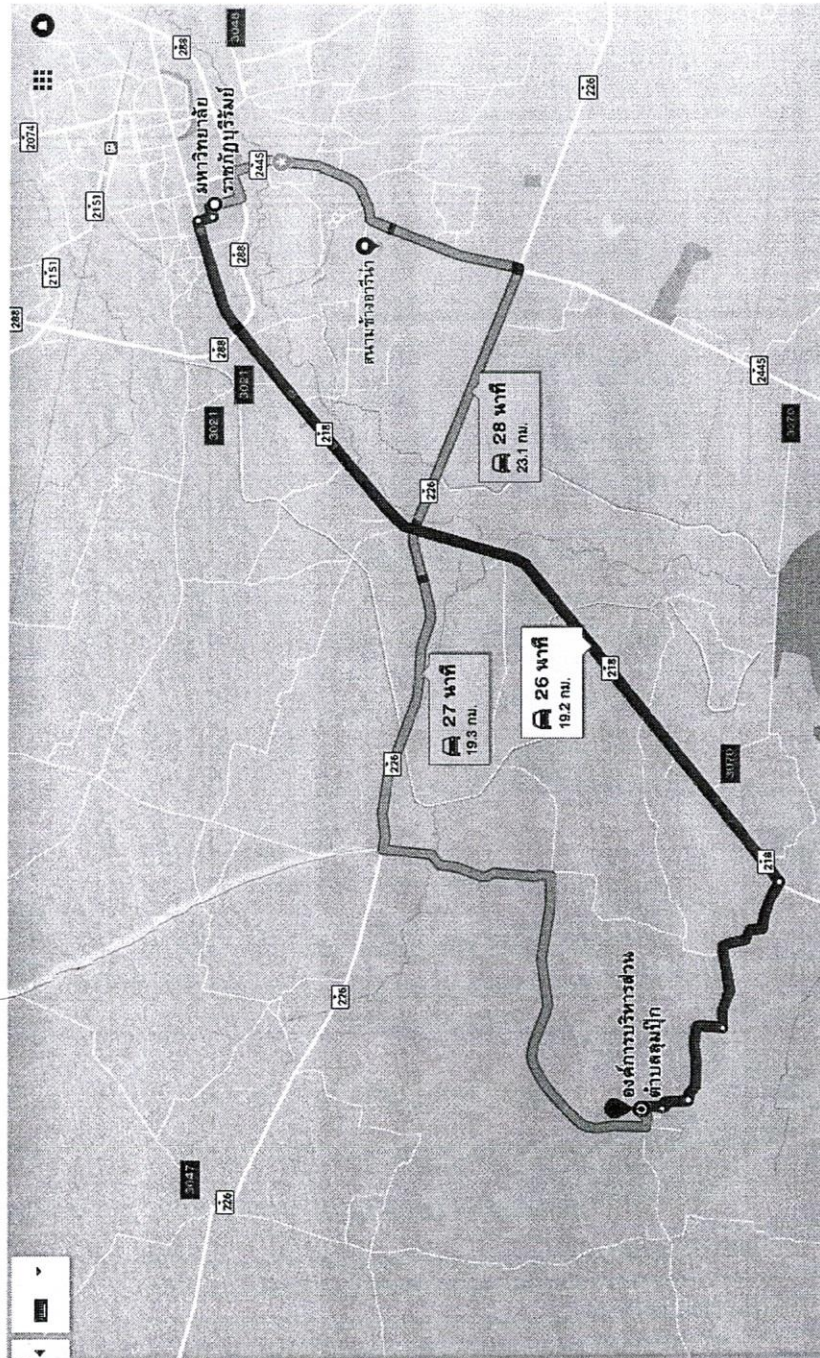 2074
288
3048
2151
2151
288
มหาวิทยาลัย
ราชภัฏบุรีรัมย์
2445
288
288
3021
3021
สนามช้างอารีน่า
226
218
226
28 นาที
23.1 กม.
2445
3070
27 นาที
19.3 กม.
26 นาที
19.2 กม.
218
226
3070
218
226
องค์การบริหารส่วน
ตำบลลุมปุ๊ก
3047
226